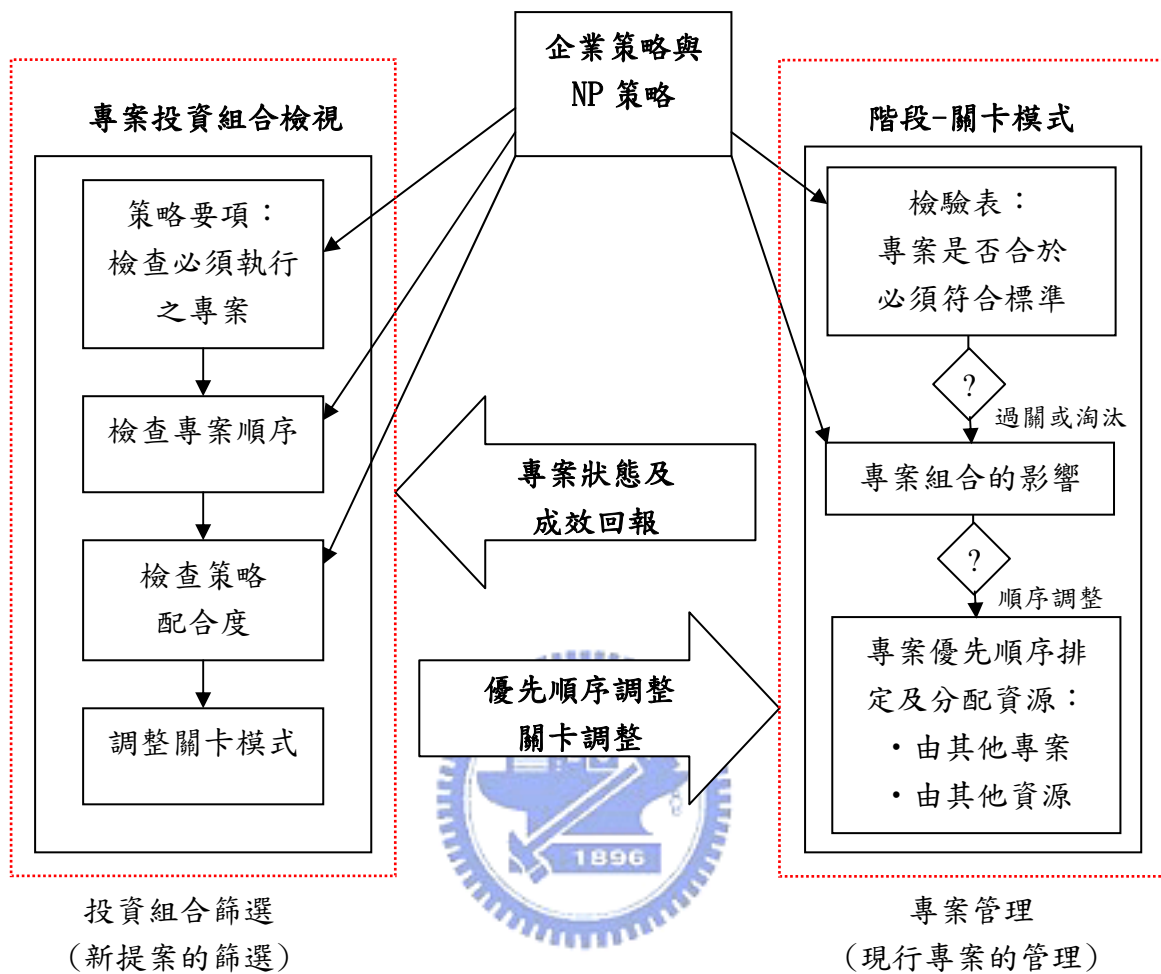 企業策略與
NP 策略
專案投資組合檢視
策略要項：
檢查必須執行
之專案
檢查專案順序
檢查策略
配合度
調整關卡模式
投資組合篩選
（新提案的篩選）
專案狀態及
成效回報
優先順序調整
關卡調整
1896
階段-關卡模式
檢驗表：
專案是否合於
必須符合標準
?
過關或淘汰
專案組合的影響
?
順序調整
專案優先順序排
定及分配資源：
・由其他專案
・由其他資源
專案管理
（現行專案的管理）